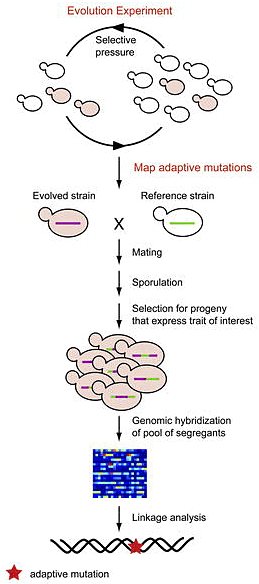 Evolution Experiment
Selective
pressure
Map adaptive mutations
Evolved strain
Reference strain
X
Mating
Sporulation
Selection for progeny
that express trait of interest
Genomic hybridization
of pool of segregants
Linkage analysis
adaptive mutation